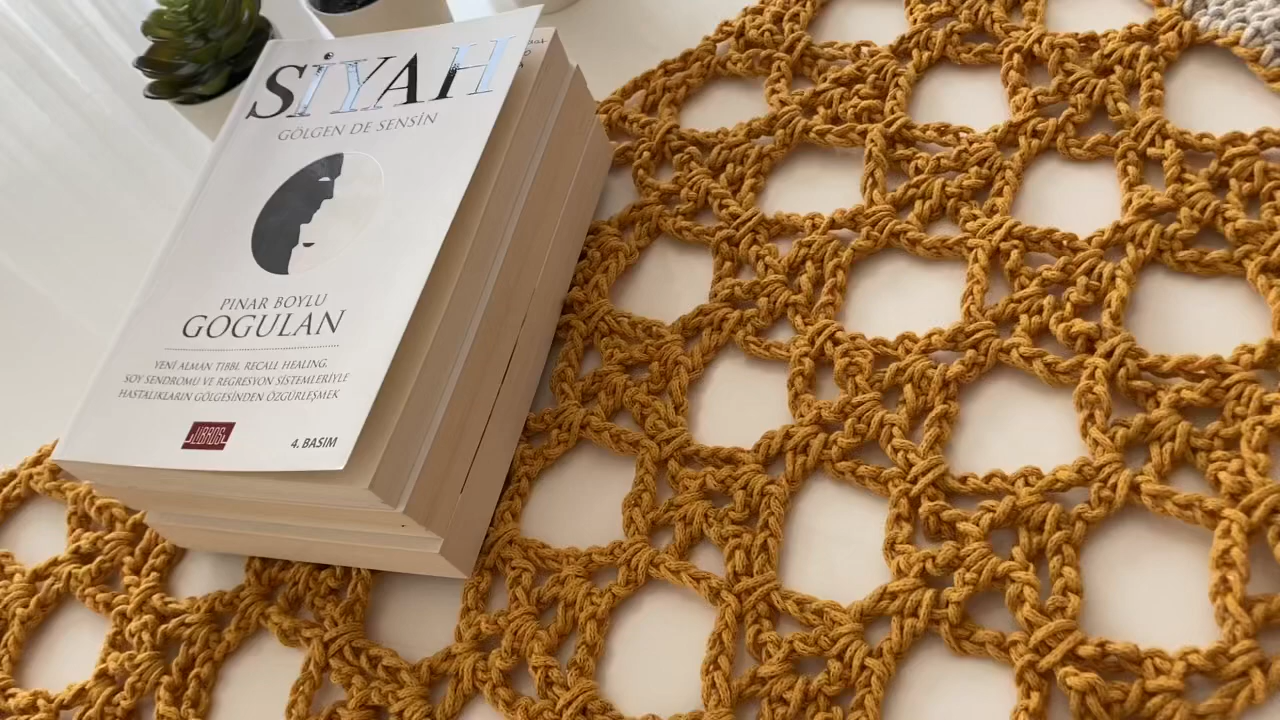 SİYAH
GÖLGEN DE SENSİN
PINAR BOYLU
GOGULAN
YENİ ALMAN TIBBI, RECALL HEALING,
SOY SENDROMU VE REGRESYON SİSTEMLERİYLE
HASTALIKLARIN GÖLGESİNDEN ÖZGÜRLEŞMEK
LIBROS
4. BASIM